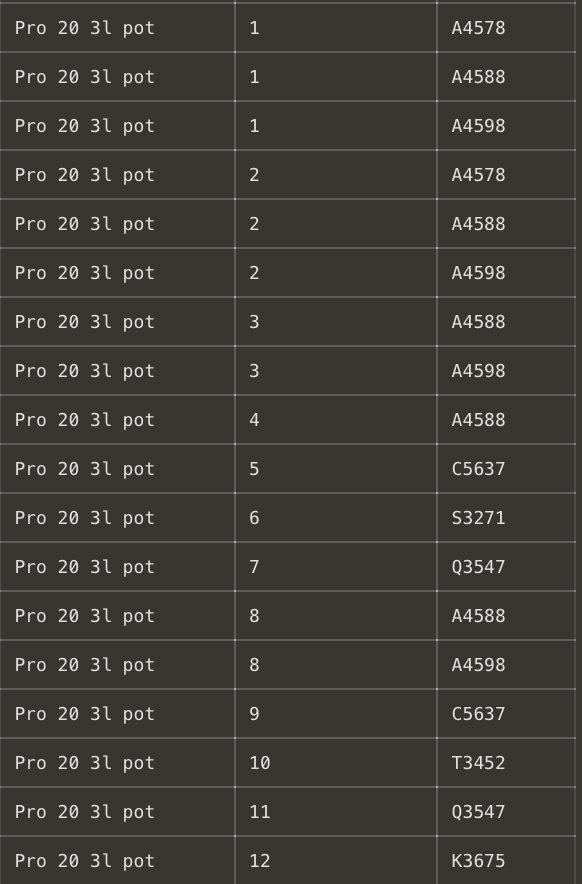 Pro 20 3l pot 1 A4578
Pro 20 3l pot 1 A4588
Pro 20 3l pot 1 A4598
Pro 20 3l pot 2 A4578
Pro 20 3l pot 2 A4588
Pro 20 3l pot 2 A4598
Pro 20 3l pot 3 A4588
Pro 20 3l pot 3 A4598
Pro 20 3l pot 4 A4588
Pro 20 3l pot 5 C5637
Pro 20 3l pot 6 S3271
Pro 20 3l pot 7 Q3547
Pro 20 3l pot 8 A4588
Pro 20 3l pot 8 A4598
Pro 20 3l pot 9 C5637
Pro 20 3l pot 10 T3452
Pro 20 3l pot 11 Q3547
Pro 20 3l pot 12 K3675